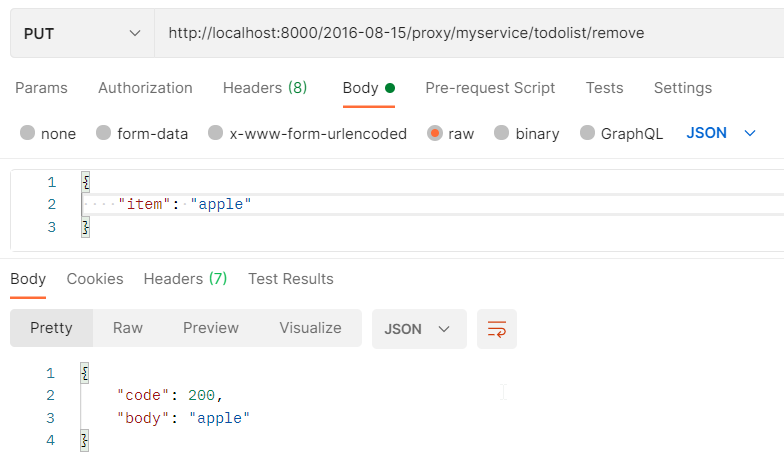 PUT http://localhost:8000/2016-08-15/proxy/myservice/todolist/remove
Params Authorization Headers (8) Body Pre-request Script Tests Settings
none form-data x-www-form-urlencoded raw binary GraphQL JSON
1 {
2 "item": "apple"
3 }
Body Cookies Headers (7) Test Results
Pretty Raw Preview Visualize JSON
1 {
2 "code": 200,
3 "body": "apple"
4 }